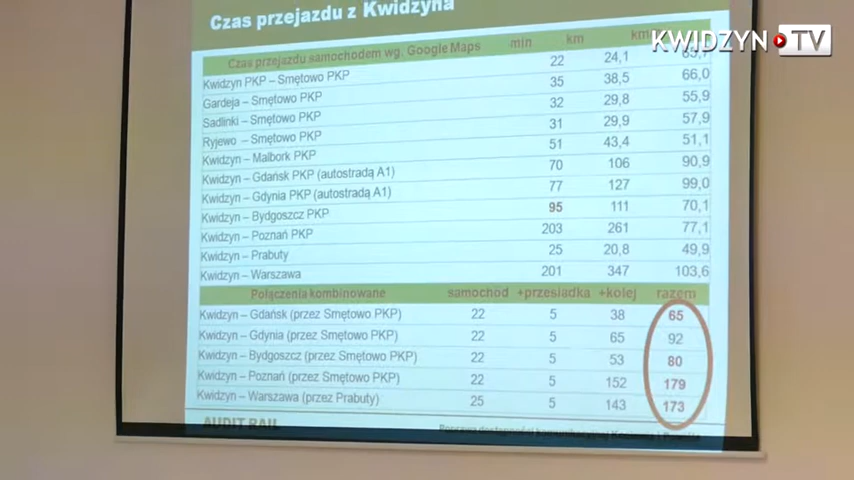 Czas przejazdu z Kwidzyna
KWIDZYN TV
Czas przejazdu samochodem wg. Google Maps min km
Kwidzyn PKP – Smętowo PKP 22 24,1
Gardeja – Smętowo PKP 35 38,5 66,0
Sadlinki – Smętowo PKP 32 29,8 55,9
Ryjewo – Smętowo PKP 31 29,9 57,9
Kwidzyn – Malbork PKP 51 43,4 51,1
Kwidzyn – Gdańsk PKP (autostradą A1) 70 106 90,9
Kwidzyn – Gdynia PKP (autostradą A1) 77 127 99,0
Kwidzyn – Bydgoszcz PKP 95 111 70,1
Kwidzyn – Poznań PKP 203 261 77,1
Kwidzyn – Prabuty 25 20,8 49,9
Kwidzyn – Warszawa 201 347 103,6
Połączenia kombinowane samochód +przesiadka +kolej razem
Kwidzyn – Gdańsk (przez Smętowo PKP) 22 5 38 65
Kwidzyn – Gdynia (przez Smętowo PKP) 22 5 65 92
Kwidzyn – Bydgoszcz (przez Smętowo PKP) 22 5 53 80
Kwidzyn – Poznań (przez Smętowo PKP) 22 5 152 179
Kwidzyn – Warszawa (przez Prabuty) 25 5 143 173
AUDIT RAIL